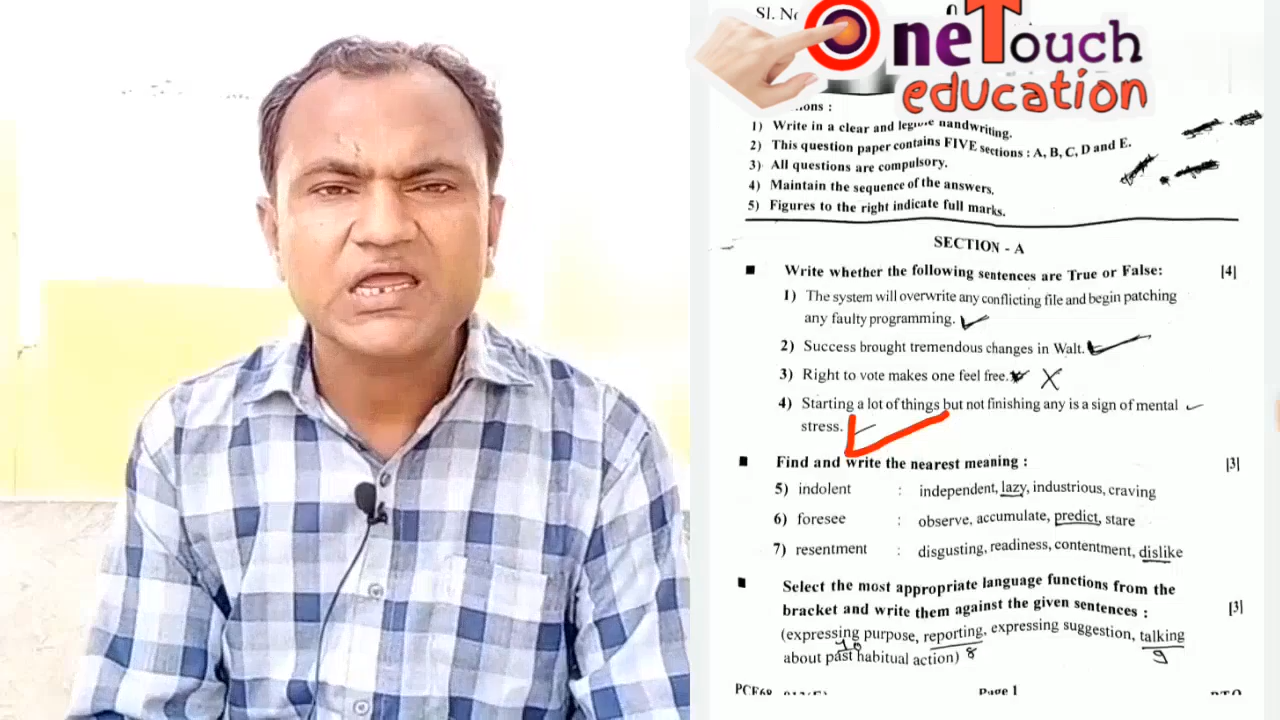 Sl. No
OneTouch
education
ions :
1) Write in a clear and legible handwriting.
2) This question paper contains FIVE sections : A, B, C, D and E.
3) All questions are compulsory.
4) Maintain the sequence of the answers.
5) Figures to the right indicate full marks.
SECTION - A
■ Write whether the following sentences are True or False: [4]
1) The system will overwrite any conflicting file and begin patching
any faulty programming. ✓
2) Success brought tremendous changes in Walt. ✓
3) Right to vote makes one feel free. X
4) Starting a lot of things but not finishing any is a sign of mental ✓
stress. ✓
■ Find and write the nearest meaning : [3]
5) indolent : independent, lazy, industrious, craving
6) foresee : observe, accumulate, predict, stare
7) resentment : disgusting, readiness, contentment, dislike
■ Select the most appropriate language functions from the
bracket and write them against the given sentences : [3]
(expressing purpose, reporting, expressing suggestion, talking
10
about past habitual action) 8 9
Page 1